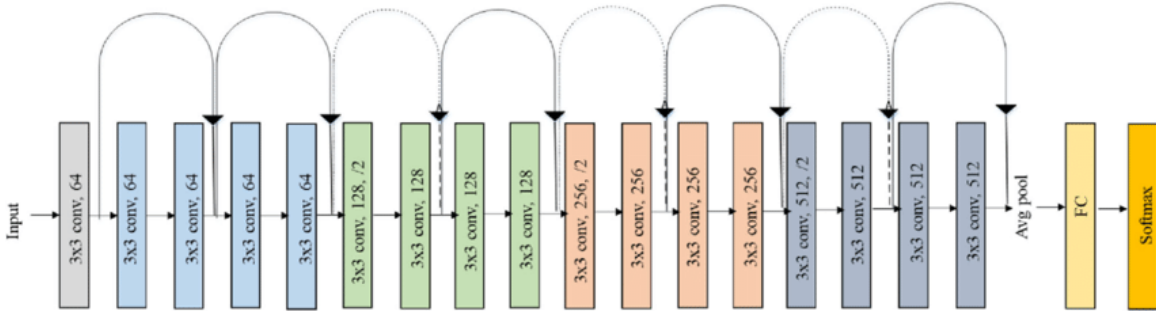 Input
3x3 conv, 64
3x3 conv, 64
3x3 conv, 64
3x3 conv, 64
3x3 conv, 64
3x3 conv, 128, /2
3x3 conv, 128
3x3 conv, 128
3x3 conv, 128
3x3 conv, 256, /2
3x3 conv, 256
3x3 conv, 256
3x3 conv, 256
3x3 conv, 512, /2
3x3 conv, 512
3x3 conv, 512
3x3 conv, 512
Avg pool
FC
Softmax